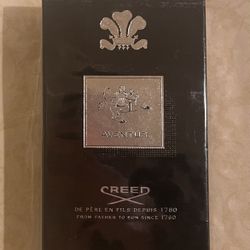 AVENTUS
CREED
DE PÈRE EN FILS DEPUIS 1760
FROM FATHER TO SON SINCE 1760